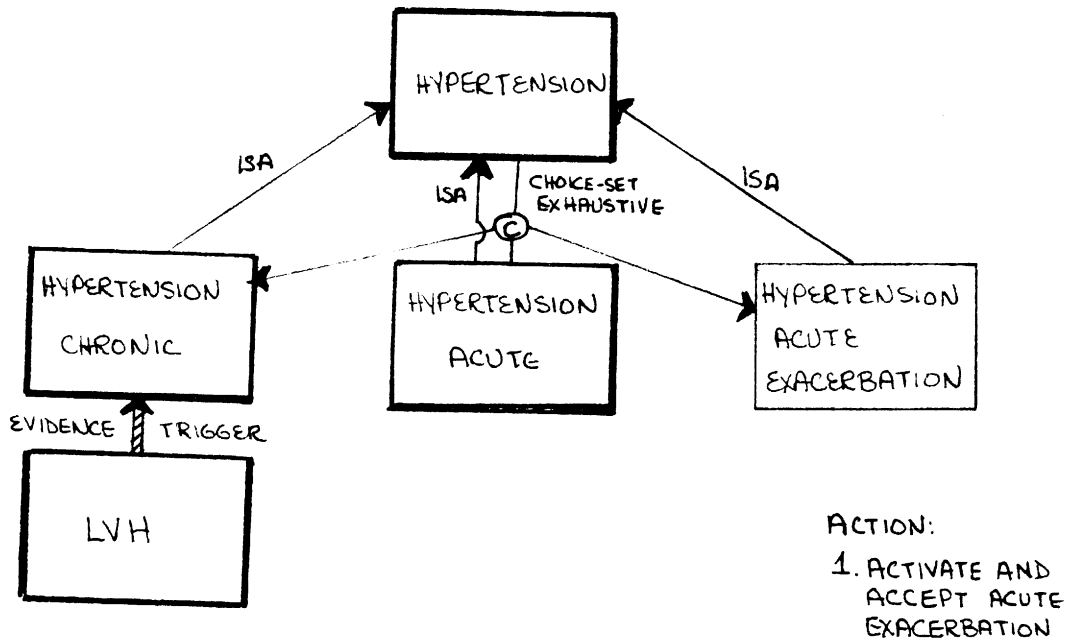 HYPERTENSION
ISA
ISA
CHOICE-SET
EXHAUSTIVE
ISA
C
HYPERTENSION
CHRONIC
HYPERTENSION
ACUTE
HYPERTENSION
ACUTE
EXACERBATION
EVIDENCE TRIGGER
LVH
ACTION:
1. ACTIVATE AND
ACCEPT ACUTE
EXACERBATION